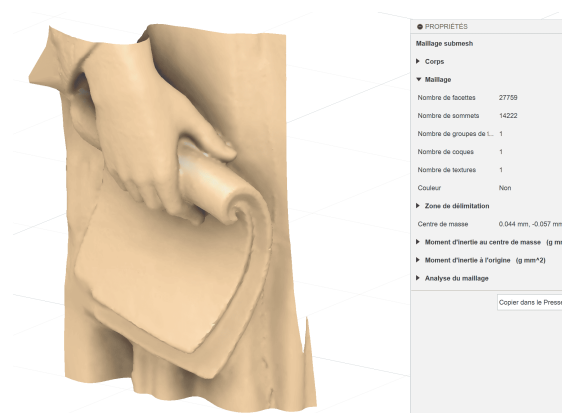 PROPRIÉTÉS
Maillage submesh
Corps
Maillage
Nombre de facettes 27759
Nombre de sommets 14222
Nombre de groupes de t... 1
Nombre de coques 1
Nombre de textures 1
Couleur Non
Zone de délimitation
Centre de masse 0.044 mm, -0.057 mm
Moment d'inertie au centre de masse (g mm
Moment d'inertie à l'origine (g mm^2)
Analyse du maillage
Copier dans le Presse